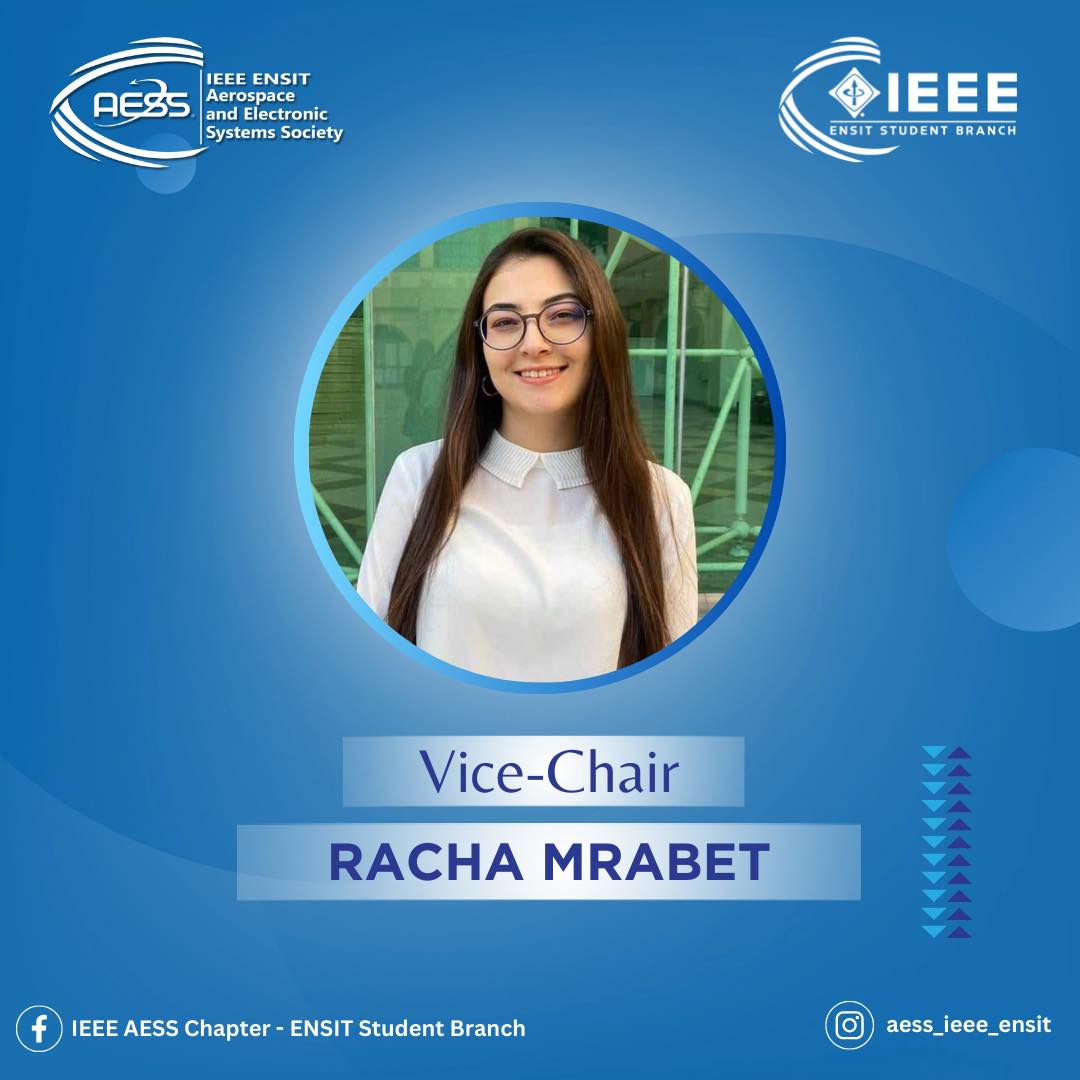 AESS
IEEE ENSIT
Aerospace
and Electronic
Systems Society
IEEE
ENSIT STUDENT BRANCH
Vice-Chair
RACHA MRABET
IEEE AESS Chapter - ENSIT Student Branch
aess_ieee_ensit